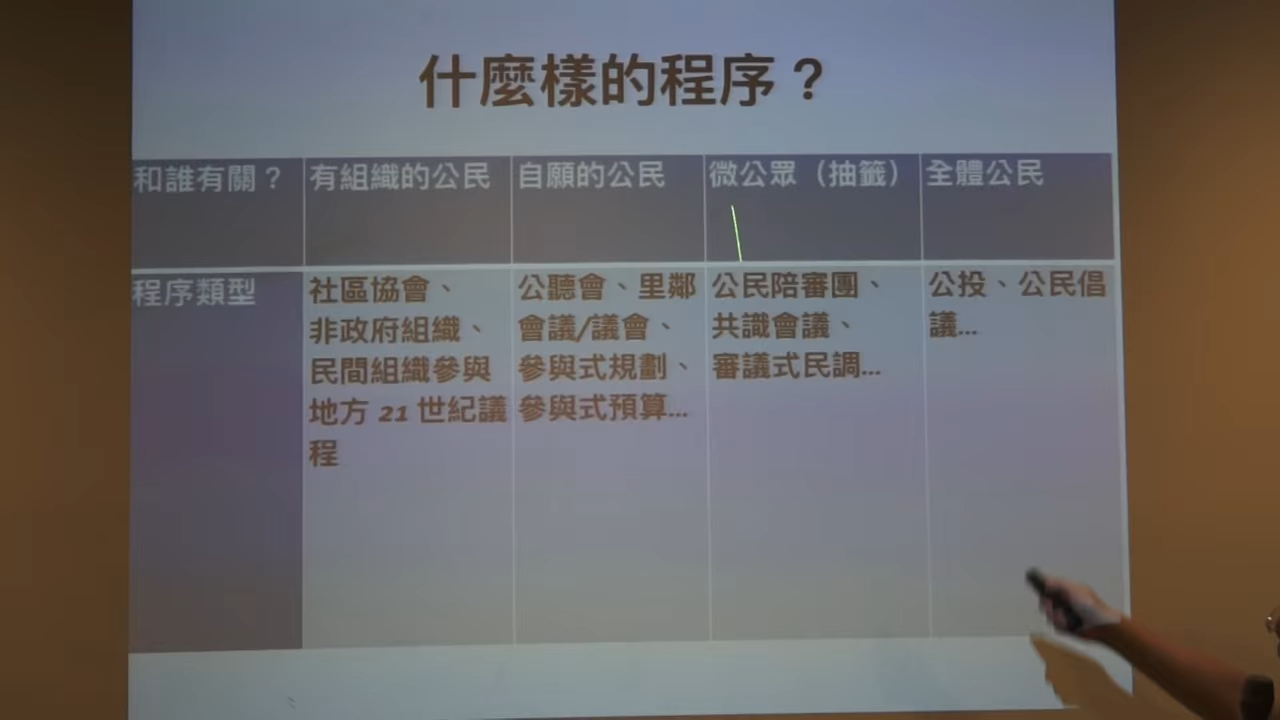 什麼樣的程序？
和誰有關？
有組織的公民
自願的公民
微公眾（抽籤）
全體公民
程序類型
社區協會、
非政府組織、
民間組織參與
地方 21 世紀議
程
公聽會、里鄰
會議/議會、
參與式規劃、
參與式預算...
公民陪審團、
共識會議、
審議式民調...
公投、公民倡
議...